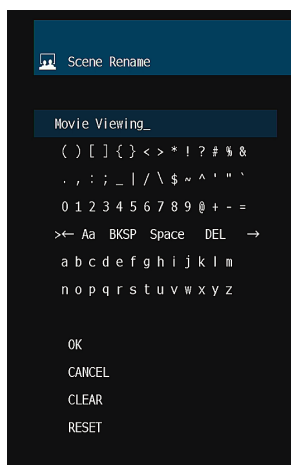 Scene Rename
Movie Viewing_
( ) [ ] { } < > * ! ? # % &
. , : ; _ | / \ $ ~ ^ ' " `
0 1 2 3 4 5 6 7 8 9 @ + - =
>← Aa BKSP Space DEL →
a b c d e f g h i j k l m
n o p q r s t u v w x y z
OK
CANCEL
CLEAR
RESET